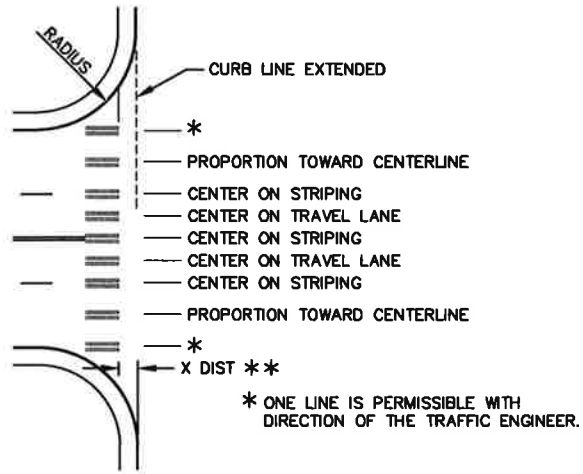 RADIUS
CURB LINE EXTENDED
*
PROPORTION TOWARD CENTERLINE
CENTER ON STRIPING
CENTER ON TRAVEL LANE
CENTER ON STRIPING
CENTER ON TRAVEL LANE
CENTER ON STRIPING
PROPORTION TOWARD CENTERLINE
*
X DIST **
* ONE LINE IS PERMISSIBLE WITH
DIRECTION OF THE TRAFFIC ENGINEER.